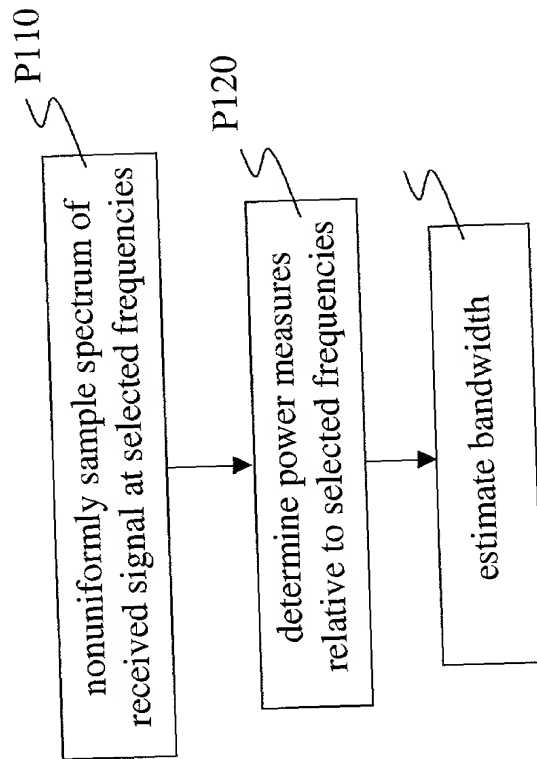 nonuniformly sample spectrum of
received signal at selected frequencies
P110
determine power measures
relative to selected frequencies
P120
estimate bandwidth